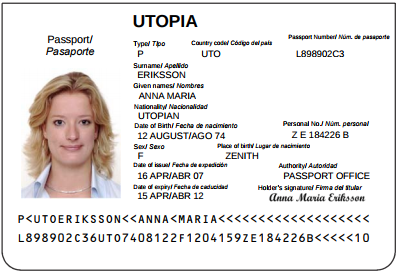 UTOPIA
Passport/
Pasaporte
Type/ Tipo Country code/ Código del país Passport Number/ Núm. de pasaporte
P UTO L898902C3
Surname/ Apellido
ERIKSSON
Given names/ Nombres
ANNA MARIA
Nationality/ Nacionalidad
UTOPIAN
Date of Birth/ Fecha de nacimiento Personal No./ Núm. personal
12 AUGUST/AGO 74 Z E 184226 B
Sex/ Sexo Place of birth/ Lugar de nacimiento
F ZENITH
Date of issue/ Fecha de expedición Authority/ Autoridad
16 APR/ABR 07 PASSPORT OFFICE
Date of expiry/ Fecha de caducidad Holder's signature/ Firma del titular
15 APR/ABR 12 Anna Maria Eriksson
P<UTOERIKSSON<<ANNA<MARIA<<<<<<<<<<<<<<<<<<<
L898902C36UTO7408122F1204159ZE184226B<<<<<10